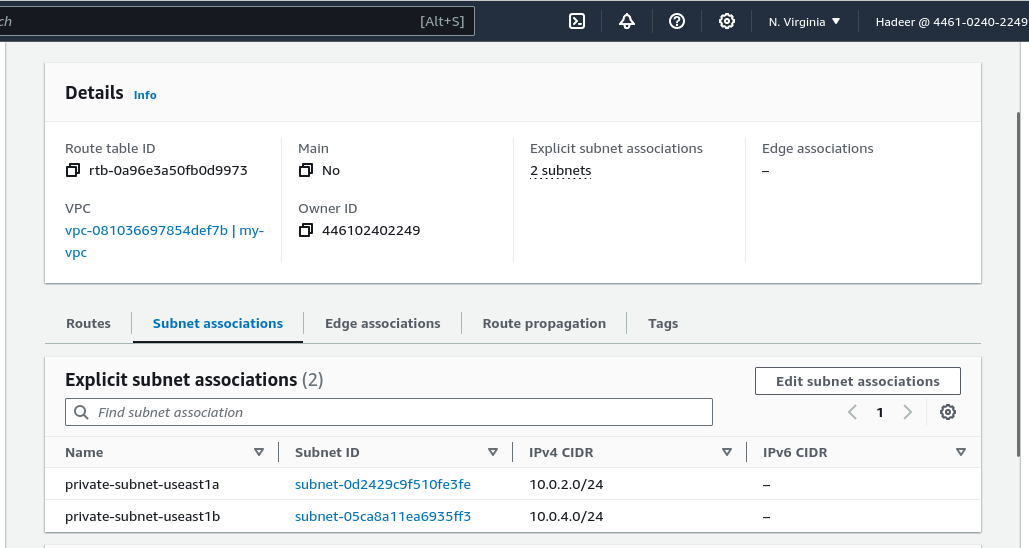 ch [Alt+S] N. Virginia Hadeer @ 4461-0240-2249
Details Info
Route table ID
rtb-0a96e3a50fb0d9973
Main
No
Explicit subnet associations
2 subnets
Edge associations
–
VPC
vpc-081036697854def7b | my-
vpc
Owner ID
446102402249
Routes Subnet associations Edge associations Route propagation Tags
Explicit subnet associations (2)
Edit subnet associations
Find subnet association
1
Name Subnet ID IPv4 CIDR IPv6 CIDR
private-subnet-useast1a subnet-0d2429c9f510fe3fe 10.0.2.0/24 –
private-subnet-useast1b subnet-05ca8a11ea6935ff3 10.0.4.0/24 –